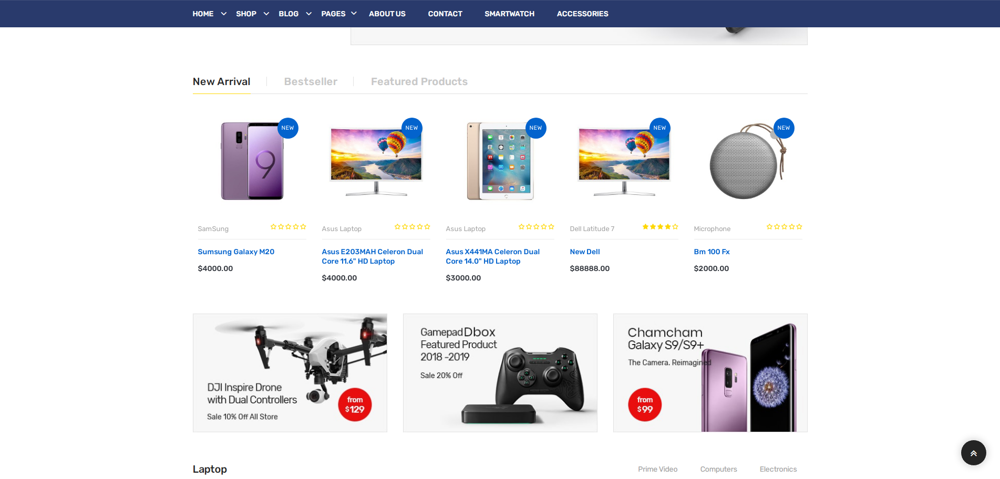 HOME SHOP BLOG PAGES ABOUT US CONTACT SMARTWATCH ACCESSORIES
New Arrival Bestseller Featured Products
NEW NEW NEW NEW NEW
9
SamSung
Sumsung Galaxy M20
$4000.00
Asus Laptop
Asus E203MAH Celeron Dual
Core 11.6" HD Laptop
$4000.00
Asus Laptop
Asus X441MA Celeron Dual
Core 14.0" HD Laptop
$3000.00
Dell Latitude 7
New Dell
$88888.00
Microphone
Bm 100 Fx
$2000.00
DJI Inspire Drone
with Dual Controllers
Sale 10% Off All Store
from
$129
Gamepad Dbox
Featured Product
2018 -2019
Sale 20% Off
Chamcham
Galaxy S9/S9+
The Camera. Reimagined
from
$99
Laptop
Prime Video Computers Electronics